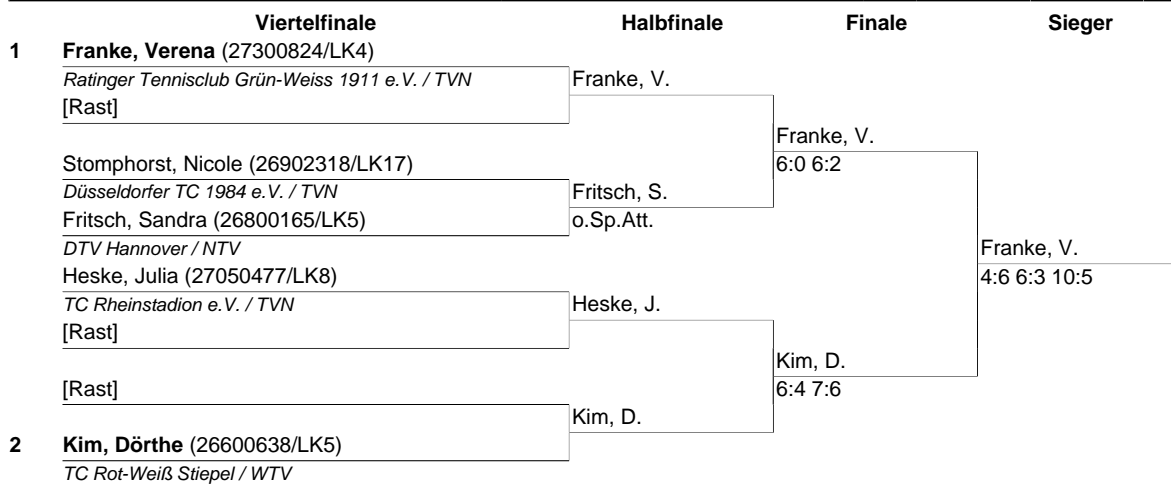 Viertelfinale Halbfinale Finale Sieger
1 Franke, Verena (27300824/LK4)
Ratinger Tennisclub Grün-Weiss 1911 e.V. / TVN Franke, V.
[Rast]
Franke, V.
Stomphorst, Nicole (26902318/LK17) 6:0 6:2
Düsseldorfer TC 1984 e.V. / TVN Fritsch, S.
Fritsch, Sandra (26800165/LK5) o.Sp.Att.
DTV Hannover / NTV Franke, V.
Heske, Julia (27050477/LK8) 4:6 6:3 10:5
TC Rheinstadion e.V. / TVN Heske, J.
[Rast]
Kim, D.
[Rast] 6:4 7:6
Kim, D.
2 Kim, Dörthe (26600638/LK5)
TC Rot-Weiß Stiepel / WTV